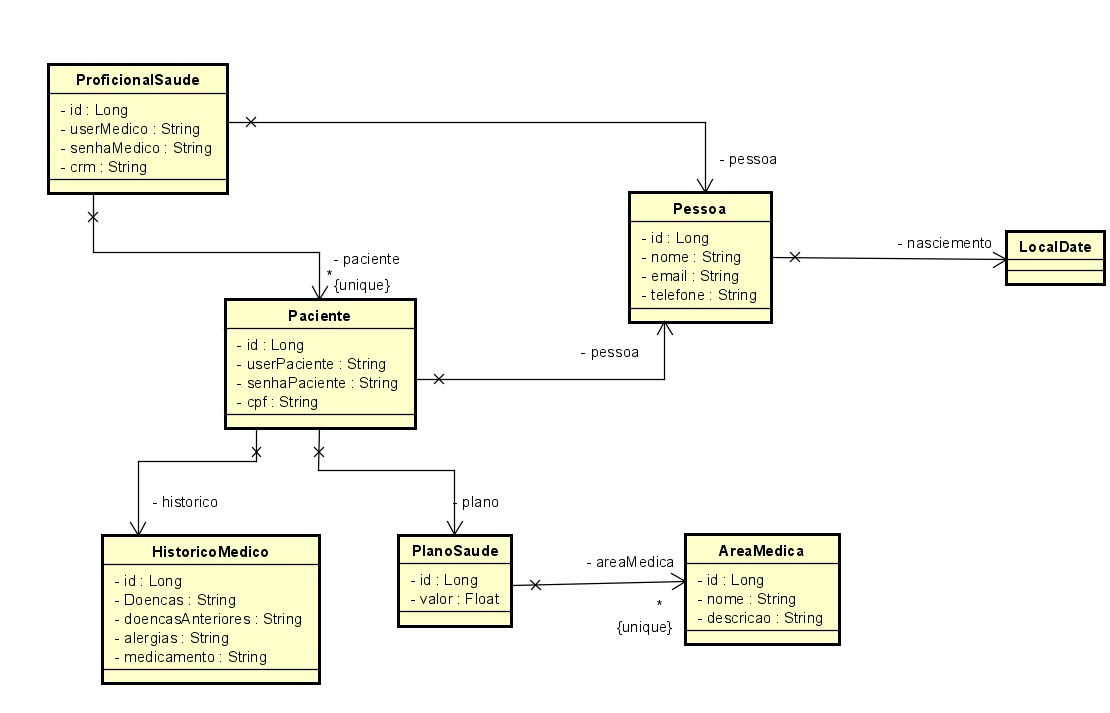 ProficionalSaude
- id : Long
- userMedico : String
- senhaMedico : String
- crm : String
- pessoa
Pessoa
- id : Long
- nome : String
- email : String
- telefone : String
- nasciemento
LocalDate
- paciente
*
{unique}
Paciente
- id : Long
- userPaciente : String
- senhaPaciente : String
- cpf : String
- pessoa
- historico
- plano
HistoricoMedico
- id : Long
- Doencas : String
- doencasAnteriores : String
- alergias : String
- medicamento : String
PlanoSaude
- id : Long
- valor : Float
- areaMedica
*
{unique}
AreaMedica
- id : Long
- nome : String
- descricao : String